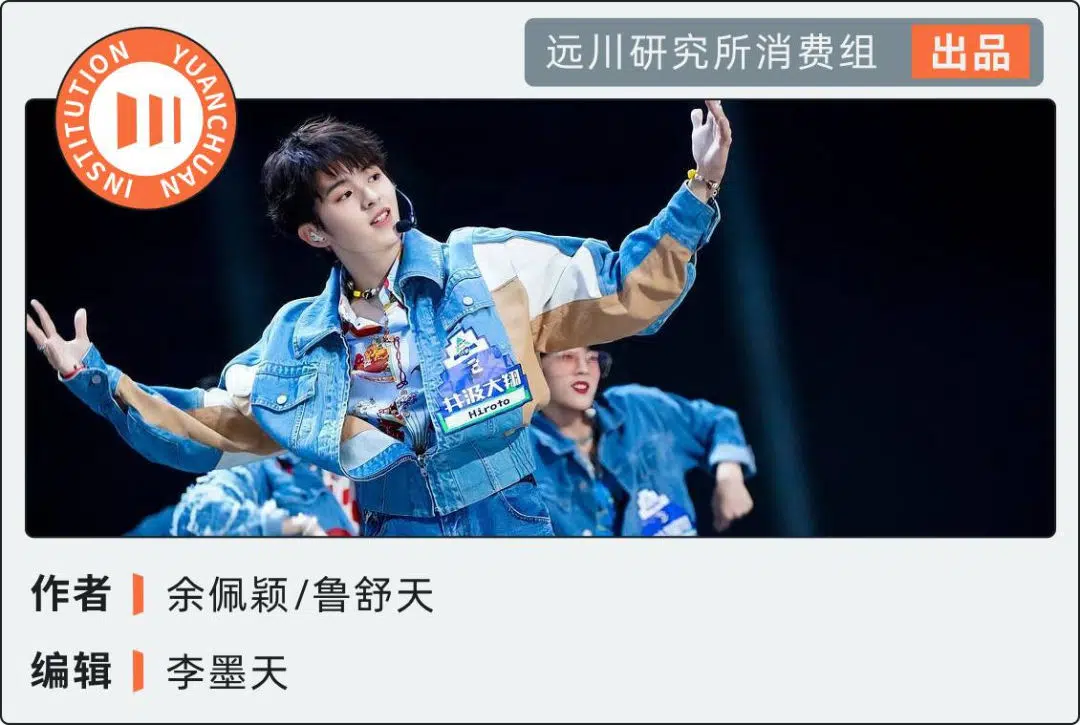 远川研究所消费组 出品
YUANCHUAN INSTITUTION
井汲大翔
Hiroto
作者 余佩颖/鲁舒天
编辑 李墨天